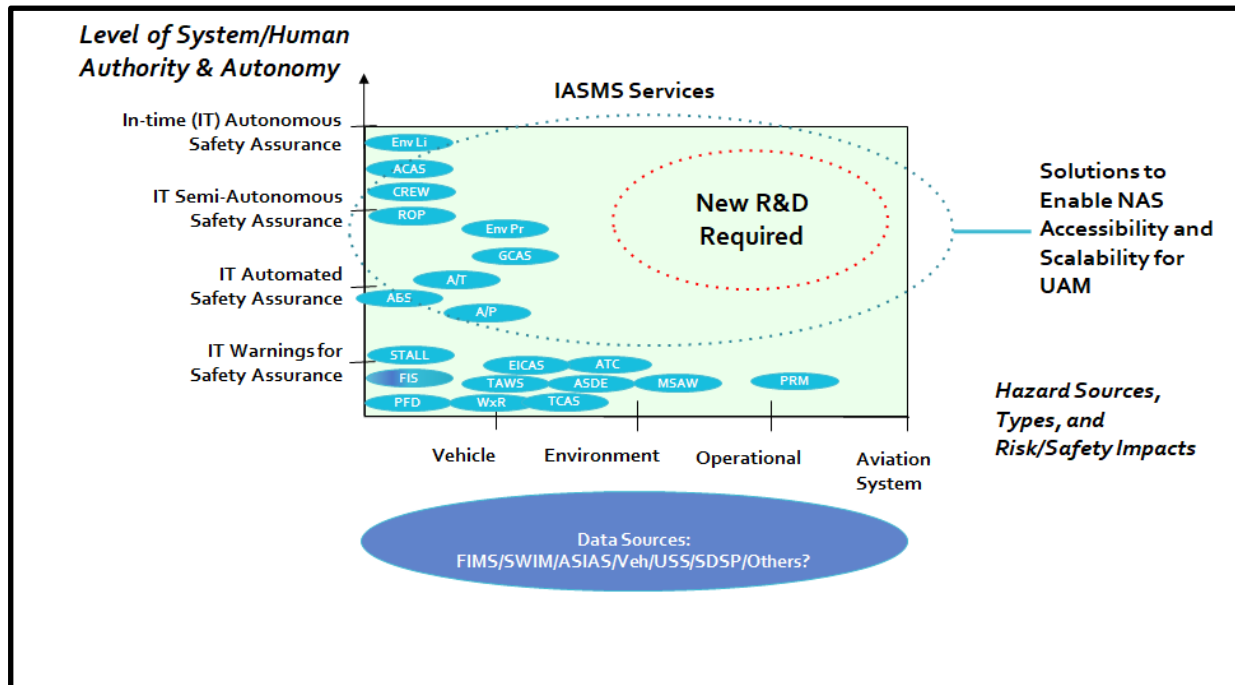 Level of System/Human
Authority & Autonomy
IASMS Services
In-time (IT) Autonomous
Safety Assurance
IT Semi-Autonomous
Safety Assurance
IT Automated
Safety Assurance
IT Warnings for
Safety Assurance
Env Li
ACAS
CREW
ROP
Env Pr
GCAS
A/T
ABS
A/P
STALL
EICAS
ATC
FIS
TAWS
ASDE
MSAW
PRM
PFD
WxR
TCAS
New R&D
Required
Solutions to
Enable NAS
Accessibility and
Scalability for
UAM
Hazard Sources,
Types, and
Risk/Safety Impacts
Vehicle
Environment
Operational
Aviation
System
Data Sources:
FIMS/SWIM/ASIAS/Veh/USS/SDSP/Others?